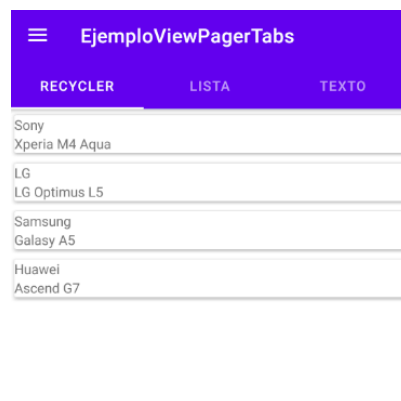 EjemploViewPagerTabs
RECYCLER LISTA TEXTO
Sony
Xperia M4 Aqua
LG
LG Optimus L5
Samsung
Galasy A5
Huawei
Ascend G7